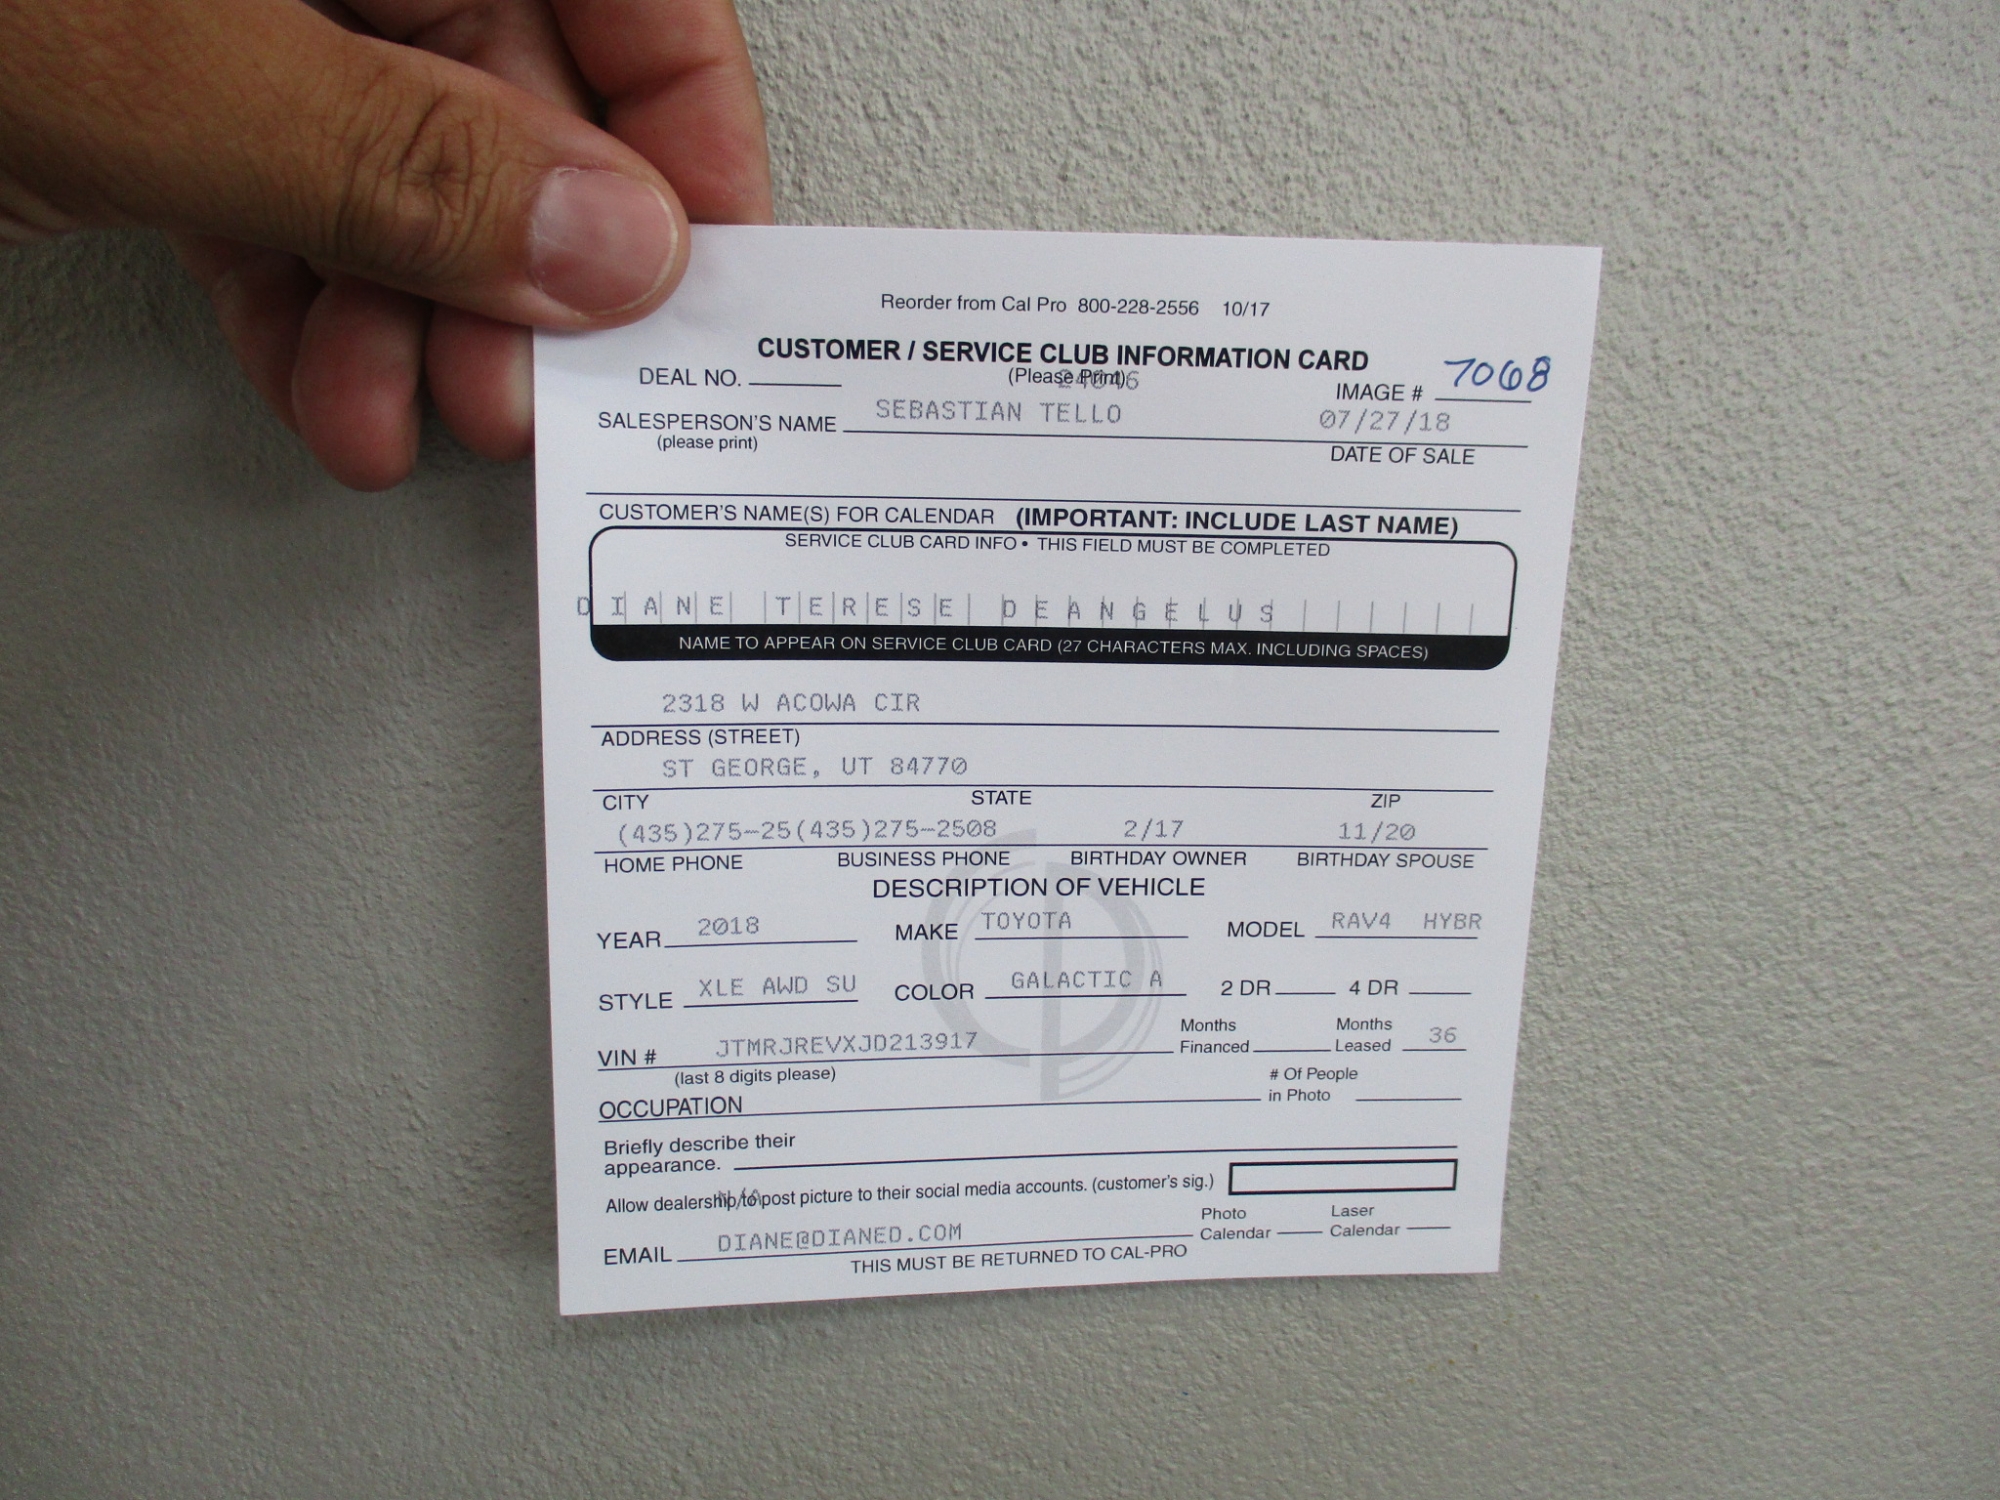 Reorder from Cal Pro 800-228-2556 10/17
CUSTOMER / SERVICE CLUB INFORMATION CARD
(Please Print)
DEAL NO. IMAGE # 7068
SALESPERSON'S NAME SEBASTIAN TELLO 07/27/18
(please print) DATE OF SALE
CUSTOMER'S NAME(S) FOR CALENDAR (IMPORTANT: INCLUDE LAST NAME)
SERVICE CLUB CARD INFO • THIS FIELD MUST BE COMPLETED
DIANE TERESE DEANGELUS
NAME TO APPEAR ON SERVICE CLUB CARD (27 CHARACTERS MAX. INCLUDING SPACES)
2318 W ACOWA CIR
ADDRESS (STREET)
ST GEORGE, UT 84770
CITY STATE ZIP
(435)275-25(435)275-2508 2/17 11/20
HOME PHONE BUSINESS PHONE BIRTHDAY OWNER BIRTHDAY SPOUSE
DESCRIPTION OF VEHICLE
YEAR 2018 MAKE TOYOTA MODEL RAV4 HYBR
STYLE XLE AWD SU COLOR GALACTIC A 2 DR 4 DR
VIN # JTMRJREVXJD213917 Months Financed Months Leased 36
(last 8 digits please) # Of People
OCCUPATION in Photo
Briefly describe their
appearance.
N/A
Allow dealership to post picture to their social media accounts. (customer's sig.)
EMAIL DIANE@DIANED.COM Photo Calendar Laser Calendar
THIS MUST BE RETURNED TO CAL-PRO